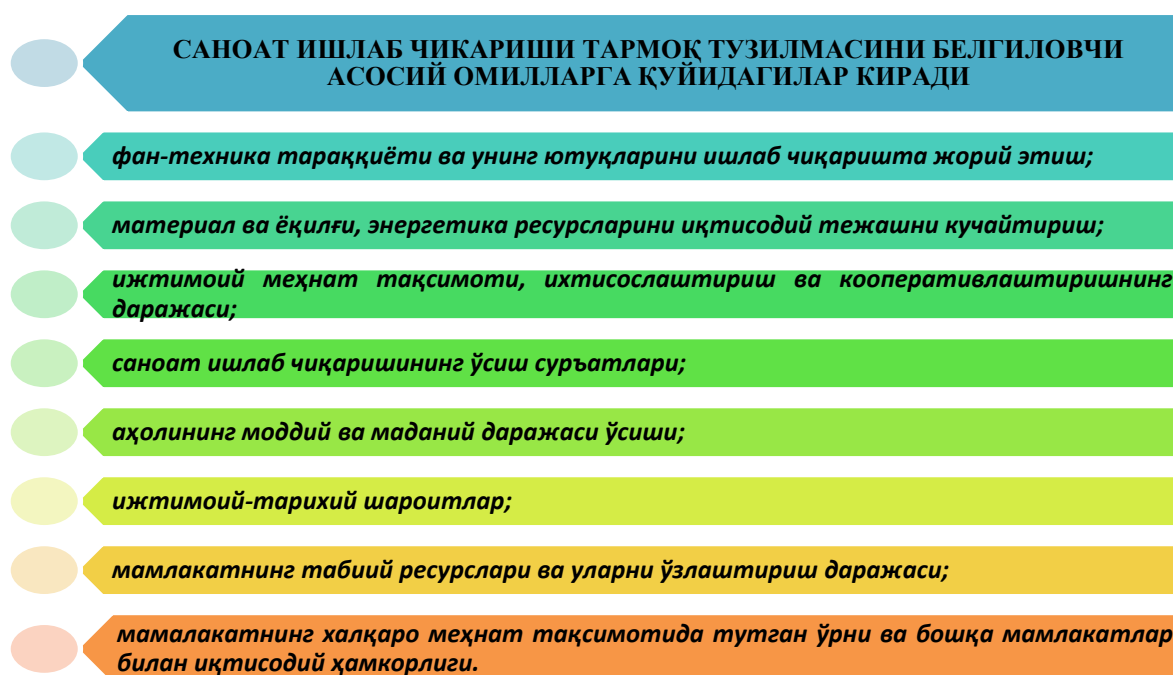 САНОАТ ИШЛАБ ЧИКАРИШИ ТАРМОҚ ТУЗИЛМАСИНИ БЕЛГИЛОВЧИ
АСОСИЙ ОМИЛЛАРГА ҚУЙИДАГИЛАР КИРАДИ
фан-техника тараққиёти ва унинг ютуқларини ишлаб чиқаришта жорий этиш;
материал ва ёқилғи, энергетика ресурсларини иқтисодий тежашни кучайтириш;
ижтимоий меҳнат тақсимоти, ихтисослаштириш ва кооперативлаштиришнинг
даражаси;
саноат ишлаб чиқаришининг ўсиш суръатлари;
аҳолининг моддий ва маданий даражаси ўсиши;
ижтимоий-тарихий шароитлар;
мамлакатнинг табиий ресурслари ва уларни ўзлаштириш даражаси;
мамалакатнинг халқаро меҳнат тақсимотида тутган ўрни ва бошқа мамлакатлар
билан иқтисодий ҳамкорлиги.